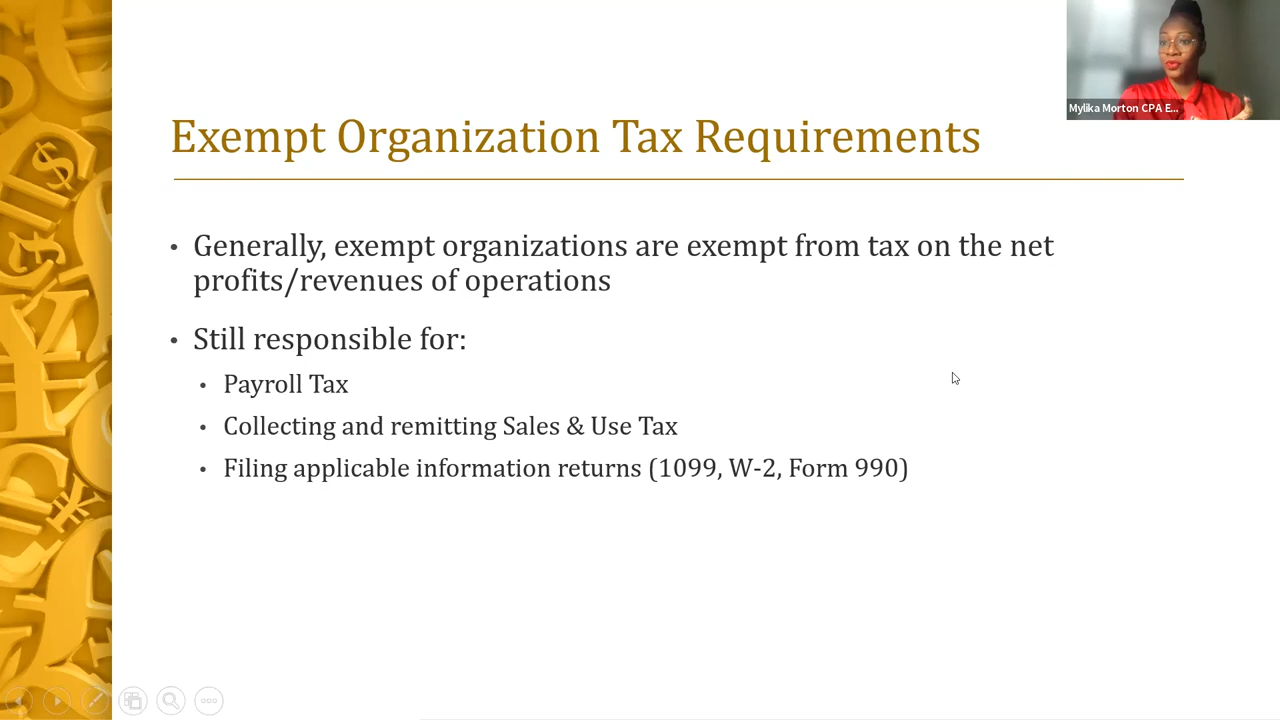 Mylika Morton CPA E...
Exempt Organization Tax Requirements
• Generally, exempt organizations are exempt from tax on the net
profits/revenues of operations
• Still responsible for:
• Payroll Tax
• Collecting and remitting Sales & Use Tax
• Filing applicable information returns (1099, W-2, Form 990)